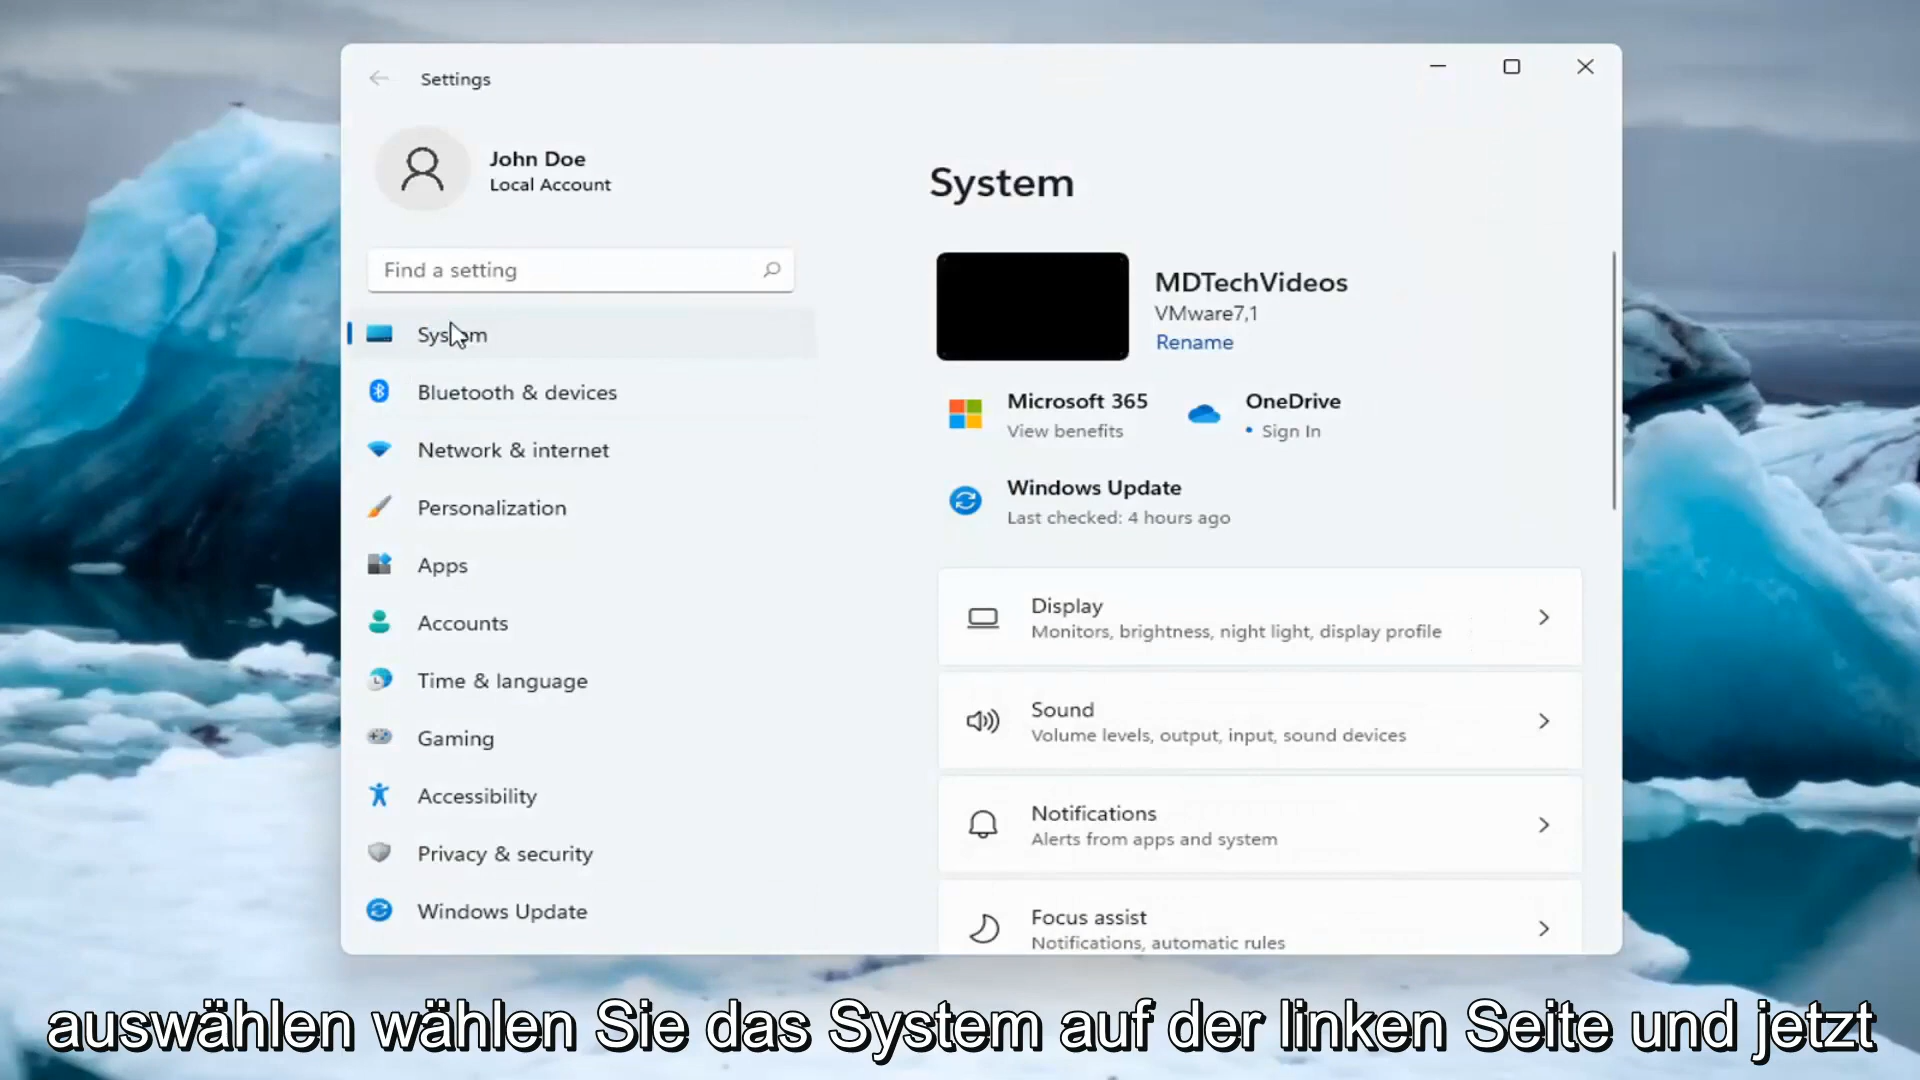 Settings
John Doe
Local Account
Find a setting
System
Bluetooth & devices
Network & internet
Personalization
Apps
Accounts
Time & language
Gaming
Accessibility
Privacy & security
Windows Update
System
MDTechVideos
VMware7,1
Rename
Microsoft 365
View benefits
OneDrive
• Sign In
Windows Update
Last checked: 4 hours ago
Display
Monitors, brightness, night light, display profile
Sound
Volume levels, output, input, sound devices
Notifications
Alerts from apps and system
Focus assist
Notifications, automatic rules
auswählen wählen Sie das System auf der linken Seite und jetzt